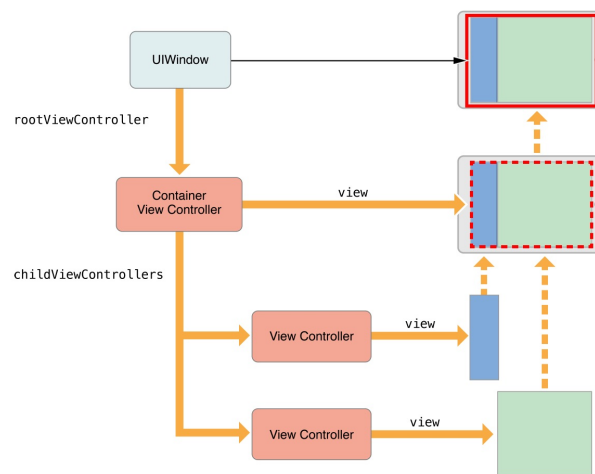 UIWindow
rootViewController
Container
View Controller
view
childViewControllers
View Controller
view
View Controller
view